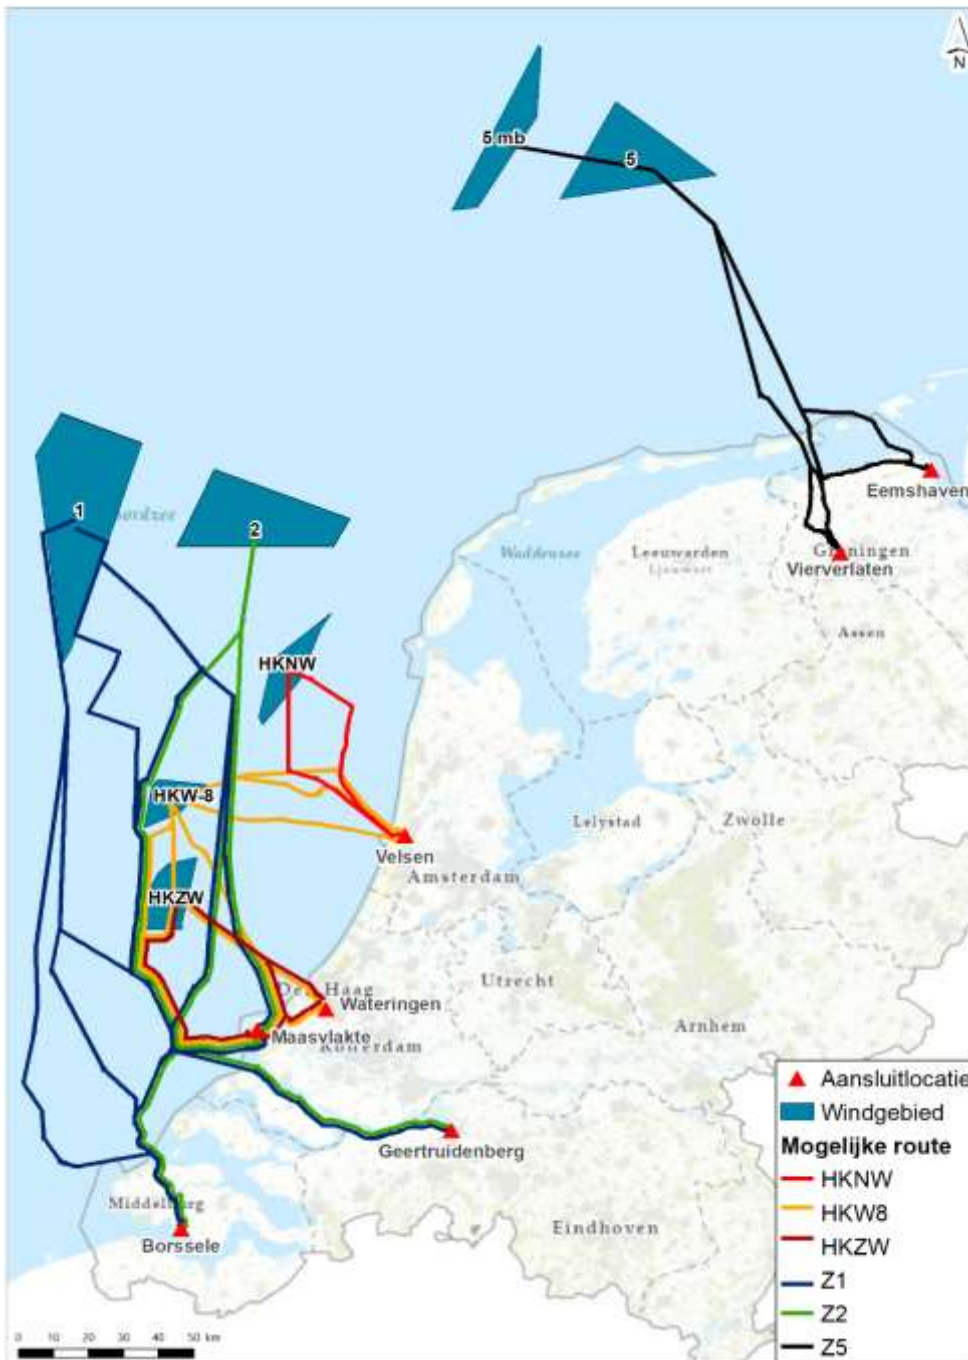 N
5 mb
5
Eemshaven
Waddenzee
Leeuwarden
Ljouwert
Groningen
Vierverlaten
Assen
1
2
HKNW
HKW-8
Velsen
Lelystad
Zwolle
Amsterdam
HKZW
Den Haag
Utrecht
Wateringen
Arnhem
Maasvlakte
Rotterdam
Geertruidenberg
Middelburg
Borssele
Eindhoven
Aansluitlocatie
Windgebied
Mogelijke route
HKNW
HKW8
HKZW
Z1
Z2
Z5
0 10 20 30 40 50 km